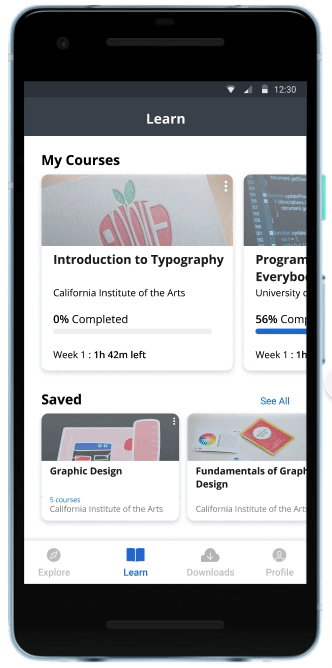 12:30
Learn
My Courses
Introduction to Typography
California Institute of the Arts
0% Completed
Week 1 : 1h 42m left
Program
Everybo
University
56% Comp
Week 1 : 1h
Saved
See All
Graphic Design
5 courses
California Institute of the Arts
Fundamentals of Graph
Design
California Institute of the Arts
Explore
Learn
Downloads
Profile